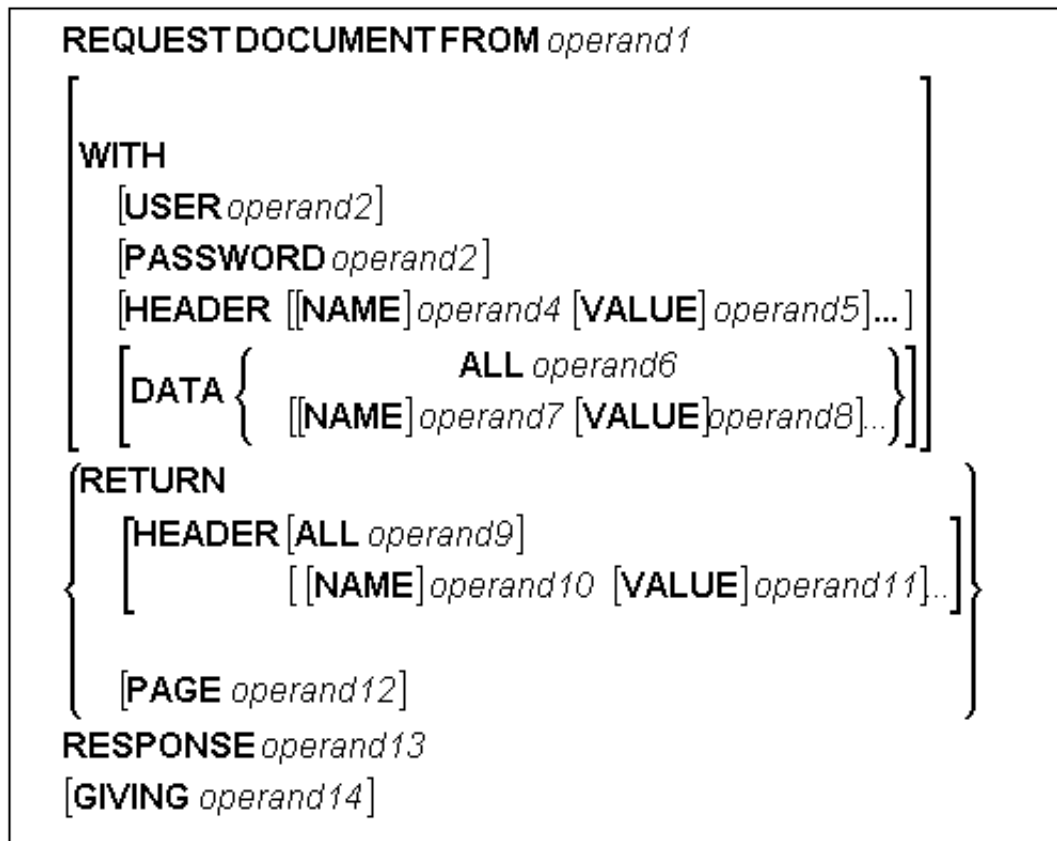 REQUEST DOCUMENT FROM operand1
WITH
[USER operand2]
[PASSWORD operand2]
[HEADER [[NAME] operand4 [VALUE] operand5]...]
[DATA { ALL operand6
[[NAME] operand7 [VALUE] operand8]... }]
RETURN
[HEADER [ALL operand9]
[ [NAME] operand10 [VALUE] operand11]...]
[PAGE operand12]
RESPONSE operand13
[GIVING operand14]